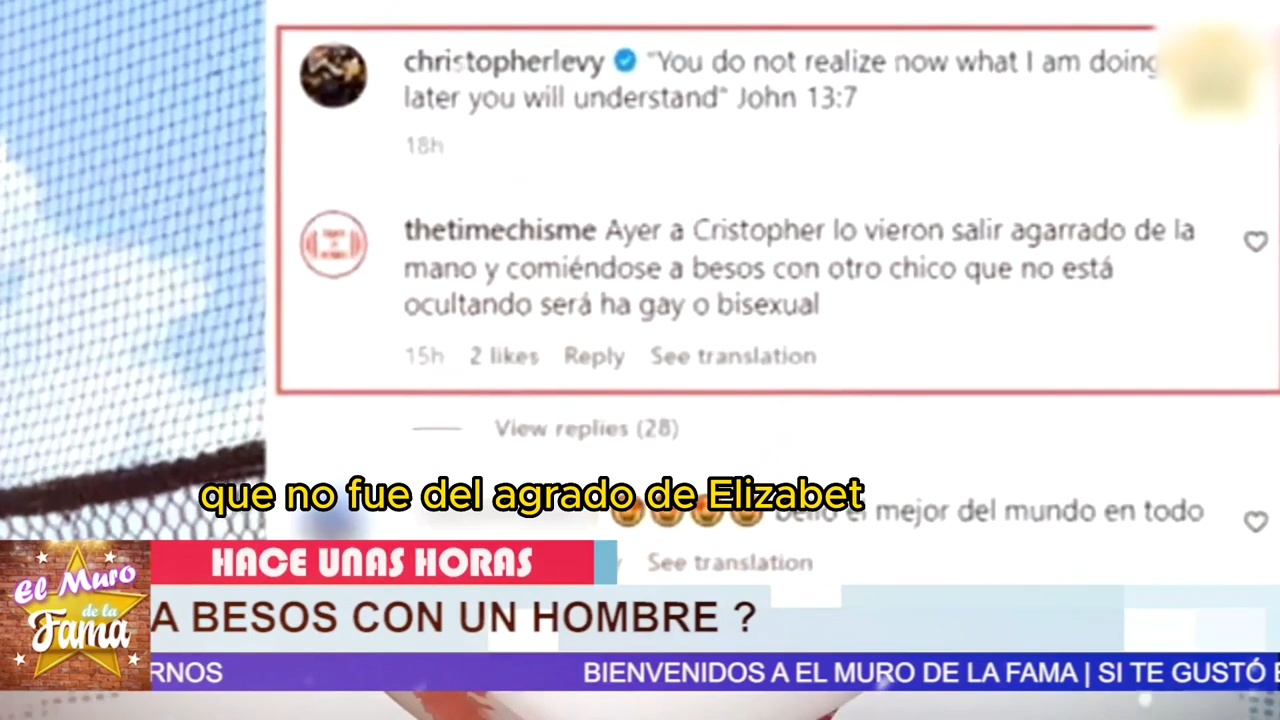 christopherlevy "You do not realize now what I am doing
later you will understand" John 13:7
18h
thetimechisme Ayer a Cristopher lo vieron salir agarrado de la
mano y comiéndose a besos con otro chico que no está
ocultando será ha gay o bisexual
15h 2 likes Reply See translation
View replies (28)
que no fue del agrado de Elizabet
bello el mejor del mundo en todo
See translation
HACE UNAS HORAS
El Muro
de la
Fama
A BESOS CON UN HOMBRE ?
RNOS
BIENVENIDOS A EL MURO DE LA FAMA | SI TE GUSTÓ E